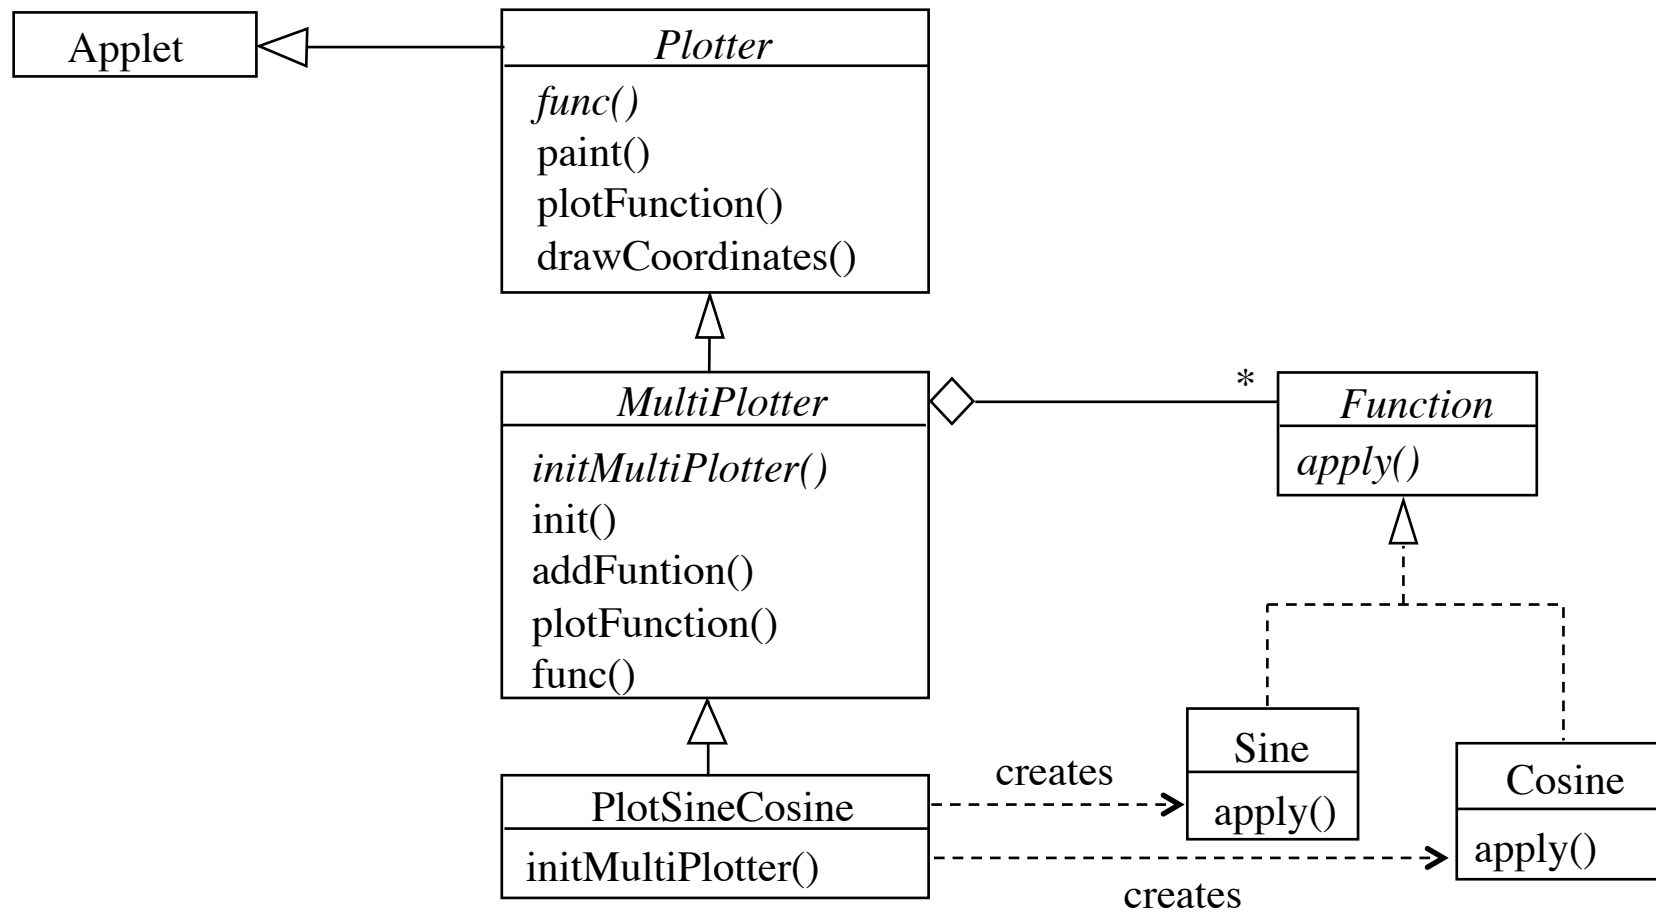 Applet
Plotter
func()
paint()
plotFunction()
drawCoordinates()
MultiPlotter
initMultiPlotter()
init()
addFuntion()
plotFunction()
func()
*
Function
apply()
PlotSineCosine
initMultiPlotter()
creates
creates
Sine
apply()
Cosine
apply()